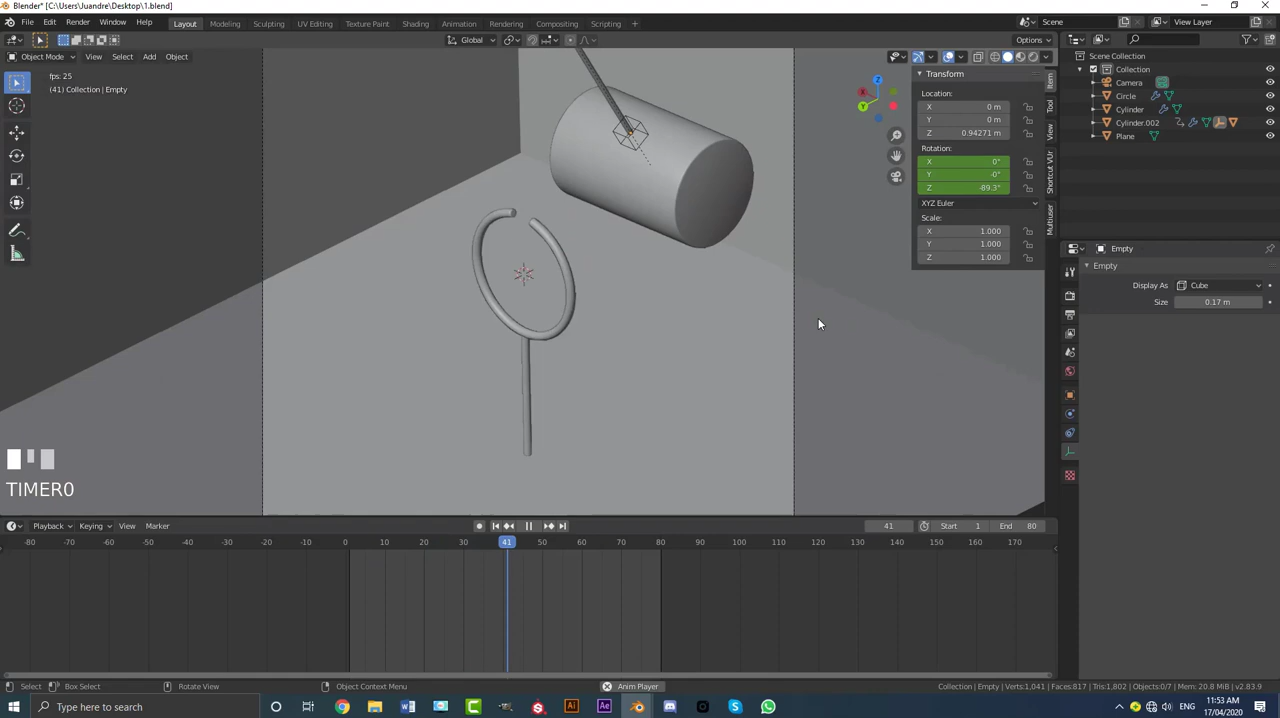 Blender* [C:\Users\Juandre\Desktop\1.blend]
File Edit Render Window Help Layout Modeling Sculpting UV Editing Texture Paint Shading Animation Rendering Compositing Scripting + Scene View Layer
Global Options
Object Mode View Select Add Object
fps: 25
(41) Collection | Empty
Transform
Location:
X 0 m
Y 0 m
Z 0.94271 m
Rotation:
X 0°
Y -0°
Z -89.3°
XYZ Euler
Scale:
X 1.000
Y 1.000
Z 1.000
Item
Tool
View
Shortcut VUr
Multiuser
X
Y
Z
Scene Collection
Collection
Camera
Circle
Cylinder
Cylinder.002
Plane
Empty
Empty
Display As Cube
Size 0.17 m
TIMER0
Playback Keying View Marker 41 Start 1 End 80
-80 -70 -60 -50 -40 -30 -20 -10 0 10 20 30 41 50 60 70 80 90 100 110 120 130 140 150 160 170
Select Box Select Rotate View Object Context Menu Anim Player Collection | Empty | Verts:1,041 | Faces:817 | Tris:1,802 | Objects:0/7 | Mem: 20.8 MiB | v2.83.9
Type here to search
ENG
11:53 AM
17/04/2020